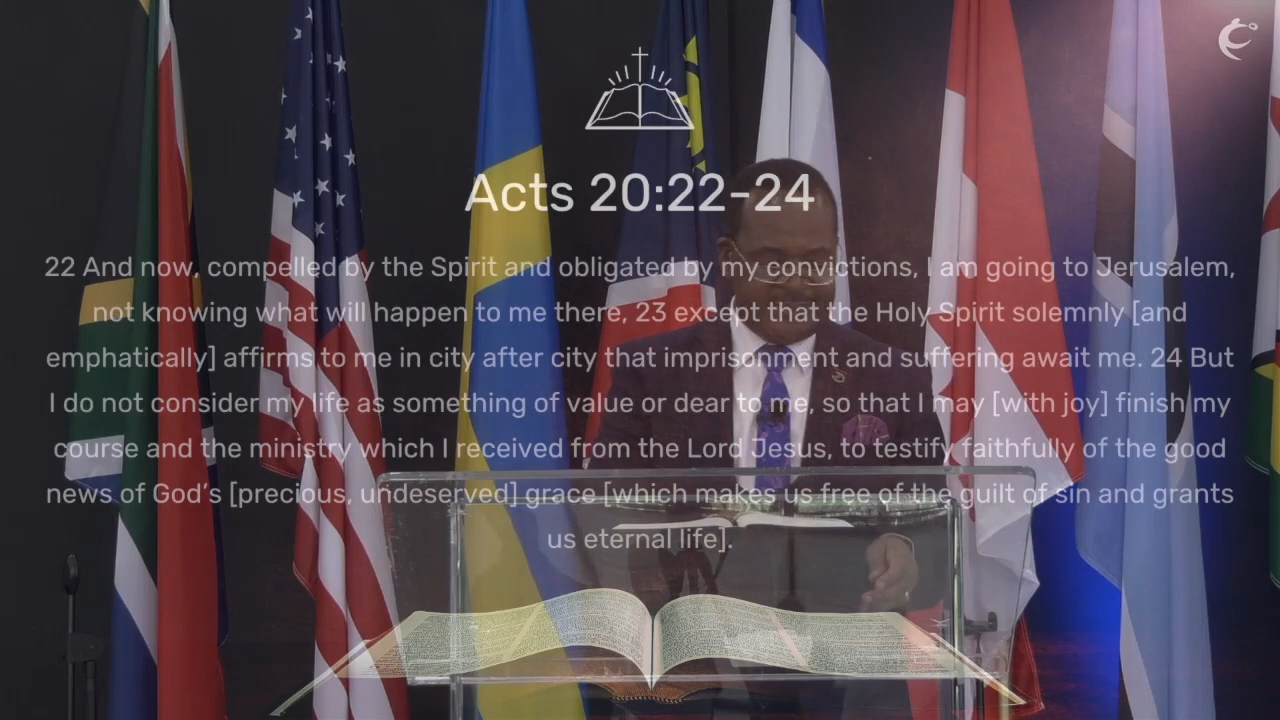 Acts 20:22-24
22 And now, compelled by the Spirit and obligated by my convictions, I am going to Jerusalem,
not knowing what will happen to me there, 23 except that the Holy Spirit solemnly [and
emphatically] affirms to me in city after city that imprisonment and suffering await me. 24 But
I do not consider my life as something of value or dear to me, so that I may [with joy] finish my
course and the ministry which I received from the Lord Jesus, to testify faithfully of the good
news of God’s [precious, undeserved] grace [which makes us free of the guilt of sin and grants
us eternal life].